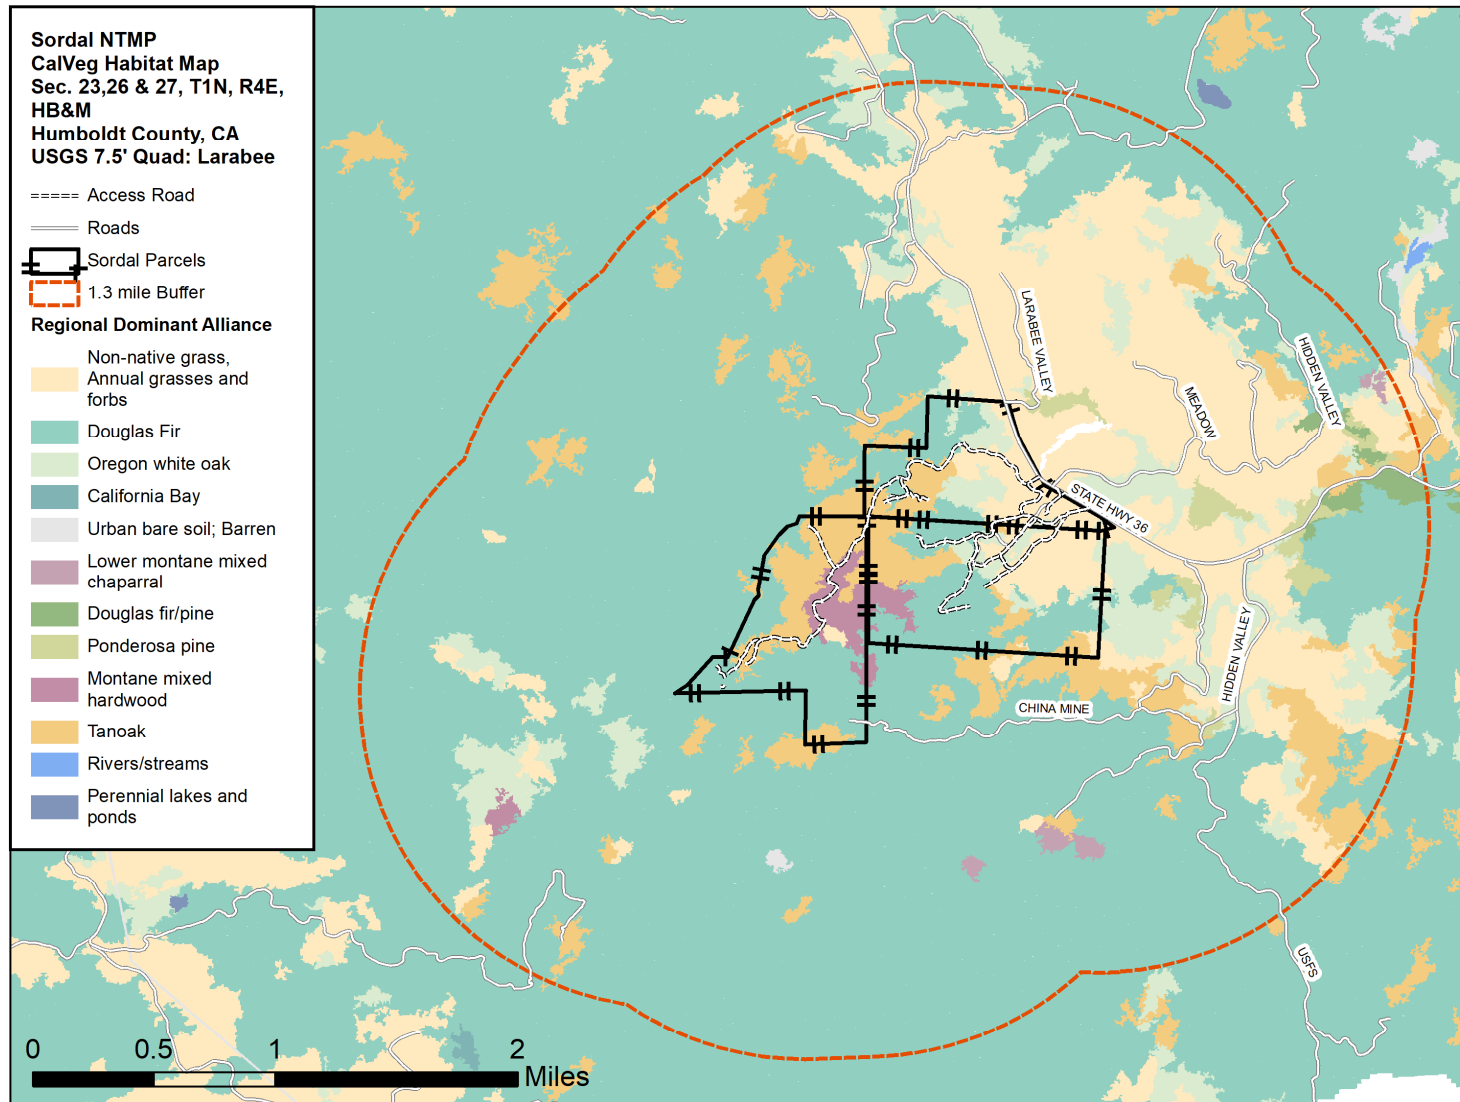 Sordal NTMP
CalVeg Habitat Map
Sec. 23,26 & 27, T1N, R4E,
HB&M
Humboldt County, CA
USGS 7.5' Quad: Larabee
Access Road
Roads
Sordal Parcels
1.3 mile Buffer
Regional Dominant Alliance
Non-native grass,
Annual grasses and
forbs
Douglas Fir
Oregon white oak
California Bay
Urban bare soil; Barren
Lower montane mixed
chaparral
Douglas fir/pine
Ponderosa pine
Montane mixed
hardwood
Tanoak
Rivers/streams
Perennial lakes and
ponds
LARABEE VALLEY
HIDDEN VALLEY
MEADOW
STATE HWY 36
HIDDEN VALLEY
CHINA MINE
USFS
0 0.5 1 2
Miles